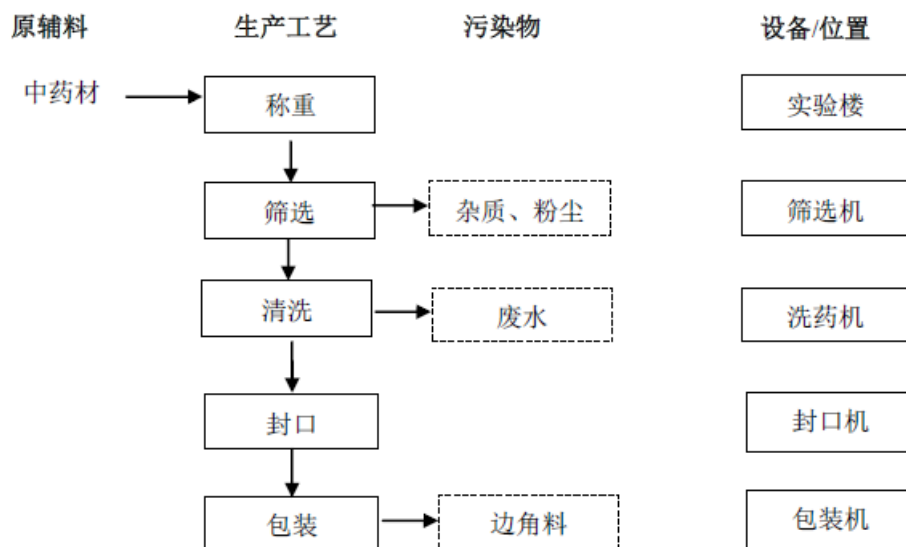 原辅料 生产工艺 污染物 设备/位置
中药材 称重 实验楼
筛选 杂质、粉尘 筛选机
清洗 废水 洗药机
封口 封口机
包装 边角料 包装机